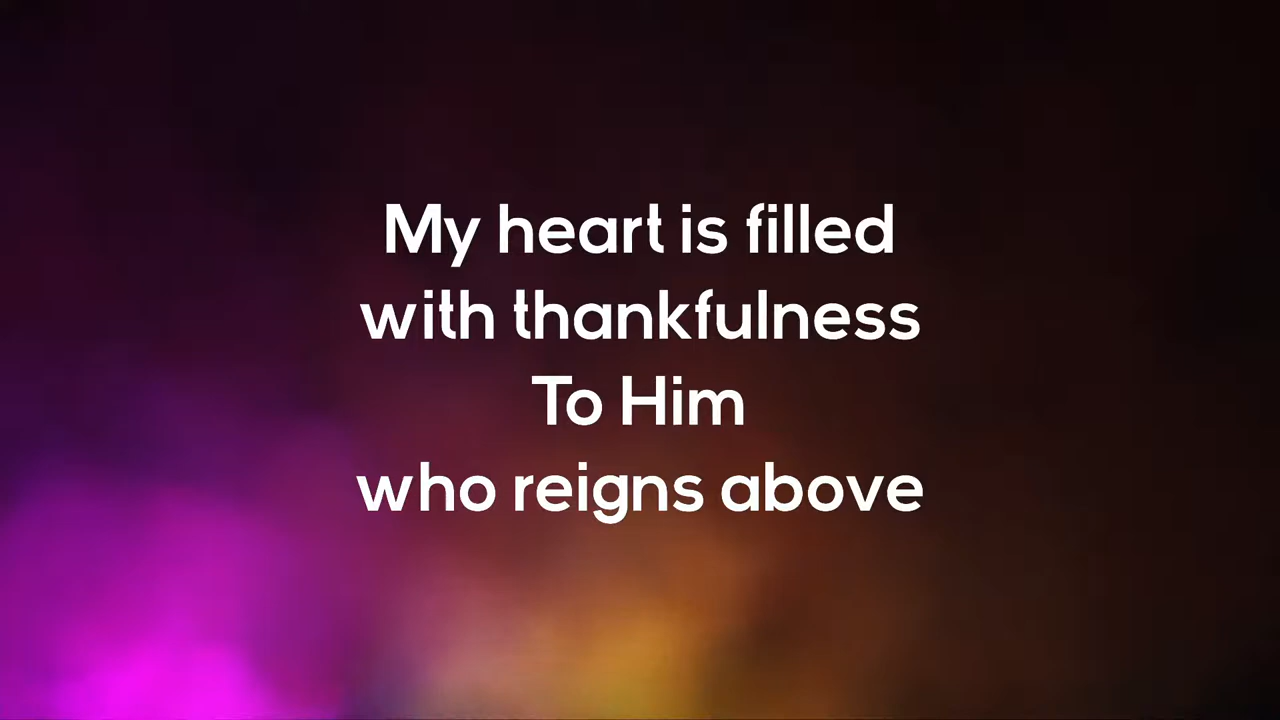 My heart is filled
with thankfulness
To Him
who reigns above